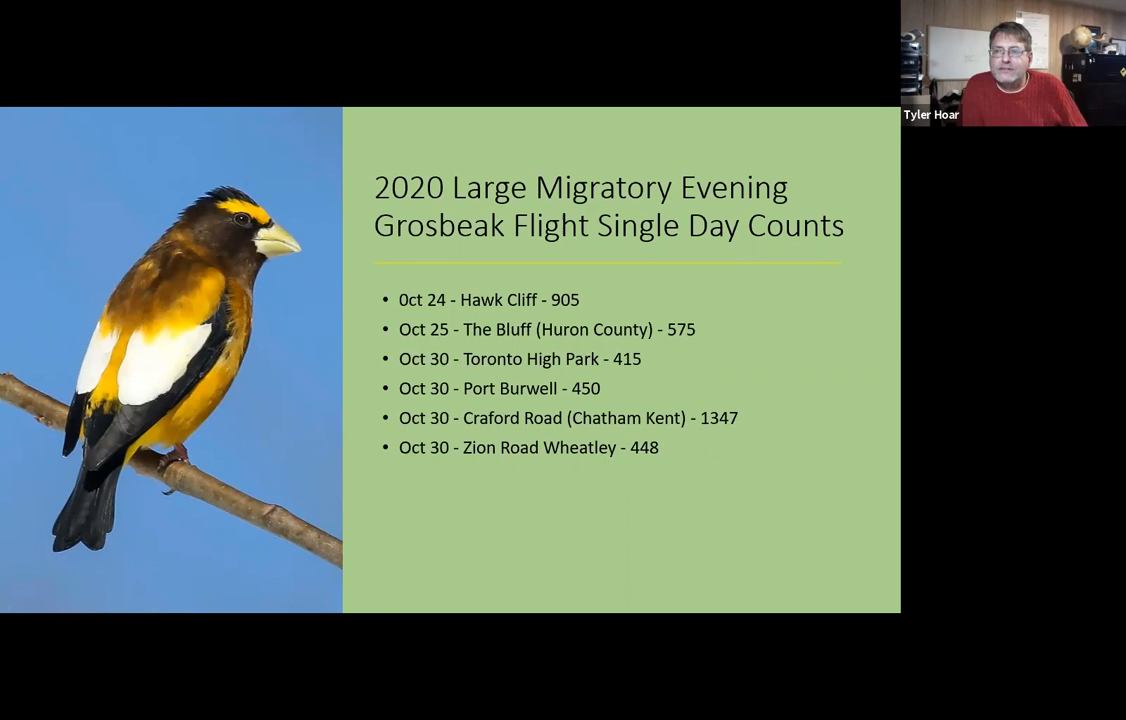 2020 Large Migratory Evening
Grosbeak Flight Single Day Counts
• 0ct 24 - Hawk Cliff - 905
• Oct 25 - The Bluff (Huron County) - 575
• Oct 30 - Toronto High Park - 415
• Oct 30 - Port Burwell - 450
• Oct 30 - Craford Road (Chatham Kent) - 1347
• Oct 30 - Zion Road Wheatley - 448
Tyler Hoar